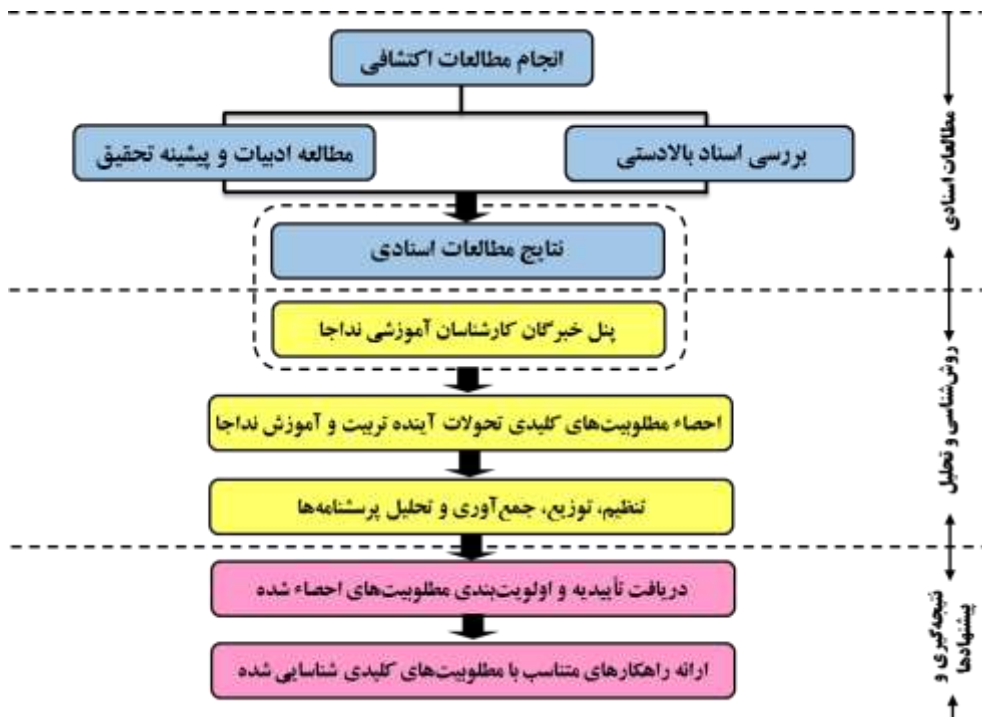 انجام مطالعات اکتشافی
بررسی اسناد بالادستی
مطالعه ادبیات و پیشینه تحقیق
نتایج مطالعات اسنادی
پنل خبرگان کارشناسان آموزشی نداجا
احصاء مطلوبیت‌های کلیدی تحولات آینده تربیت و آموزش نداجا
تنظیم، توزیع، جمع‌آوری و تحلیل پرسشنامه‌ها
دریافت تأییدیه و اولویت‌بندی مطلوبیت‌های احصاء شده
ارائه راهکارهای متناسب با مطلوبیت‌های کلیدی شناسایی شده
مطالعات اسنادی
روش‌شناسی و تحلیل
نتیجه‌گیری و
پیشنهادها